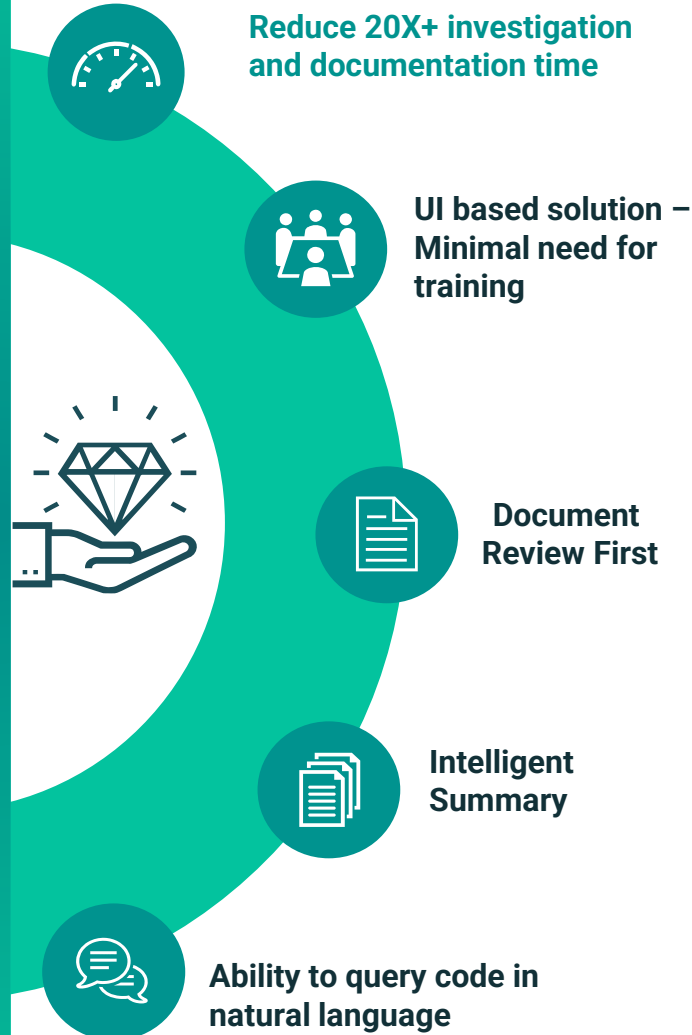 Reduce 20X+ investigation
and documentation time
UI based solution –
Minimal need for
training
Document
Review First
Intelligent
Summary
Ability to query code in
natural language